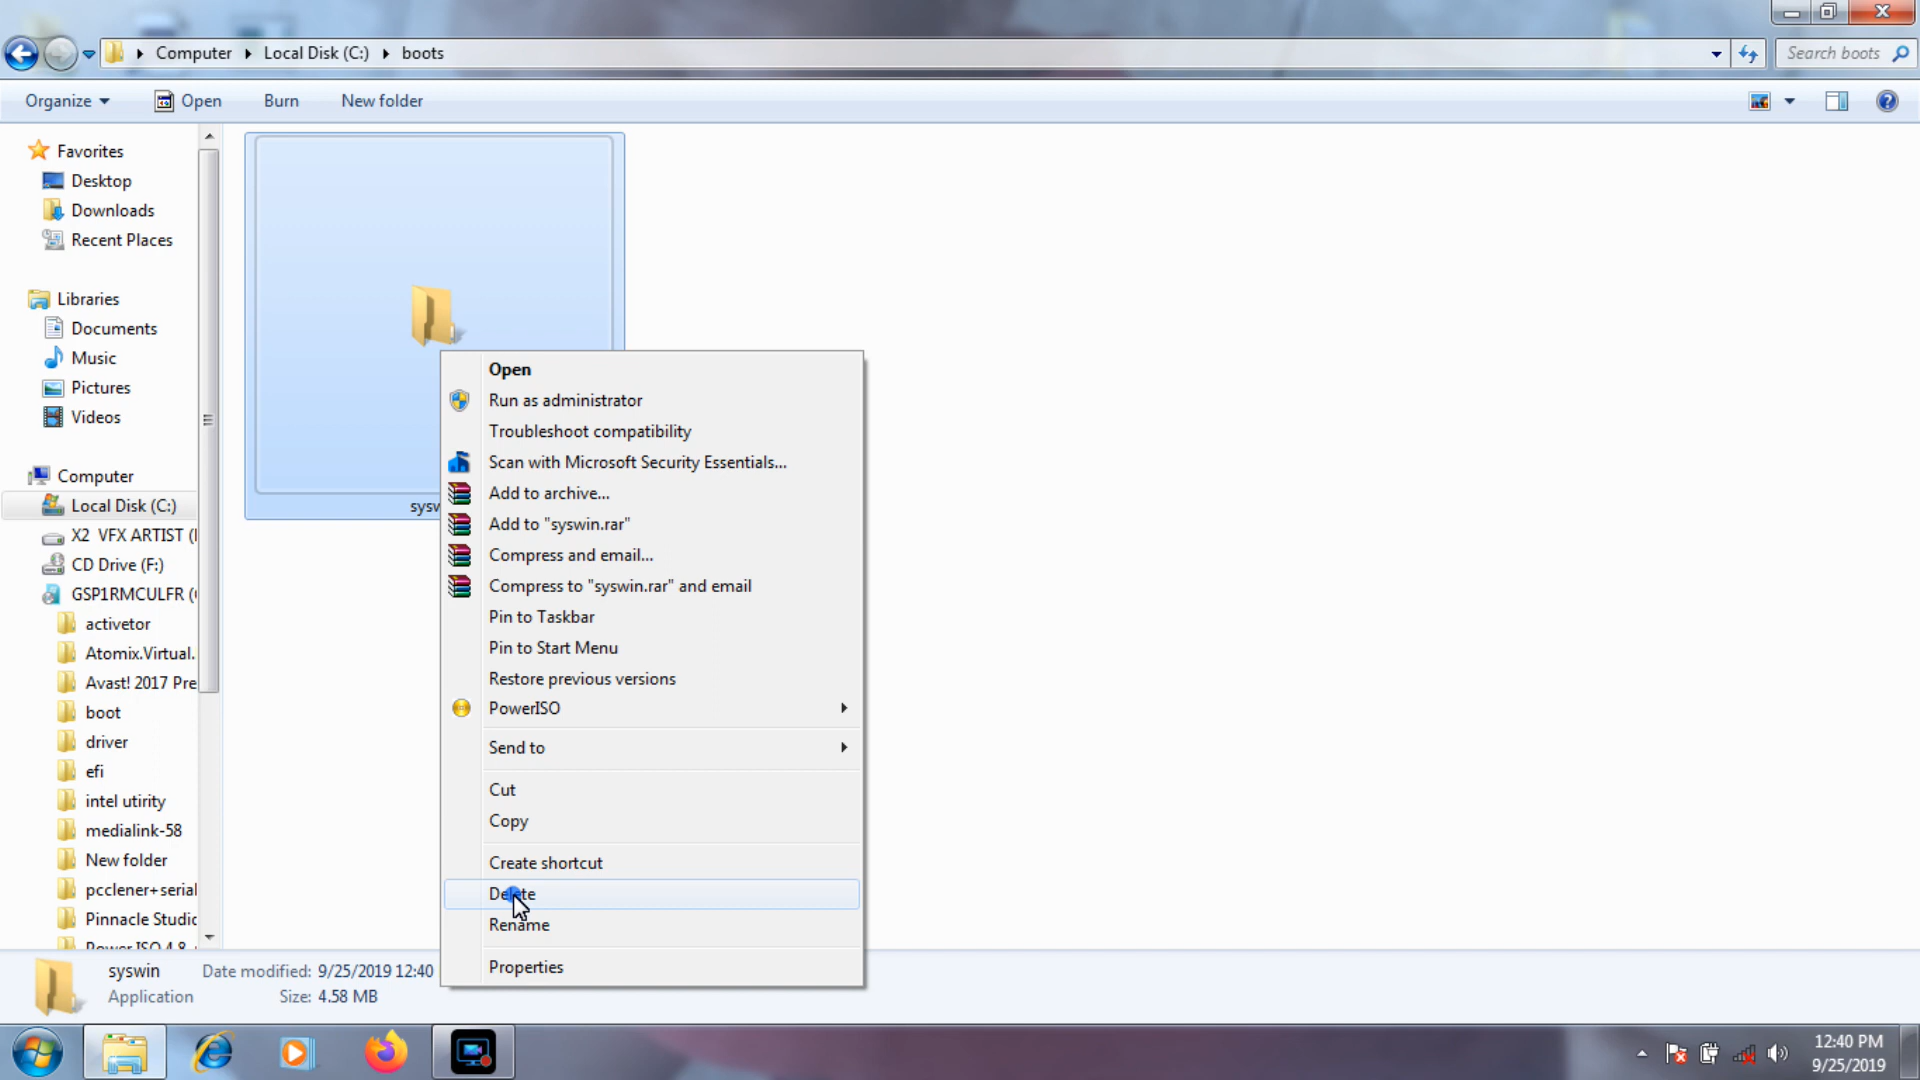 Computer Local Disk (C:) boots
Search boots
Organize Open Burn New folder
Favorites
Desktop
Downloads
Recent Places
Libraries
Documents
Music
Pictures
Videos
Computer
Local Disk (C:)
X2 VFX ARTIST (
CD Drive (F:)
GSP1RMCULFR (
activetor
Atomix.Virtual.
Avast! 2017 Pre
boot
driver
efi
intel utirity
medialink-58
New folder
pcclener+serial
Pinnacle Studio
Power ISO 4.8
sysw
Open
Run as administrator
Troubleshoot compatibility
Scan with Microsoft Security Essentials...
Add to archive...
Add to "syswin.rar"
Compress and email...
Compress to "syswin.rar" and email
Pin to Taskbar
Pin to Start Menu
Restore previous versions
PowerISO
Send to
Cut
Copy
Create shortcut
Delete
Rename
Properties
syswin Date modified: 9/25/2019 12:40
Application Size: 4.58 MB
12:40 PM
9/25/2019